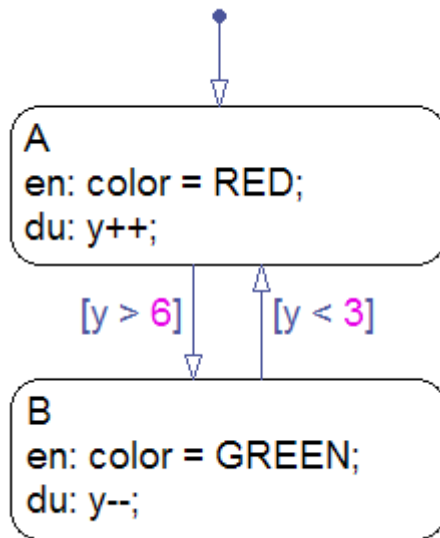 A
en: color = RED;
du: y++;
[y > 6] [y < 3]
B
en: color = GREEN;
du: y--;